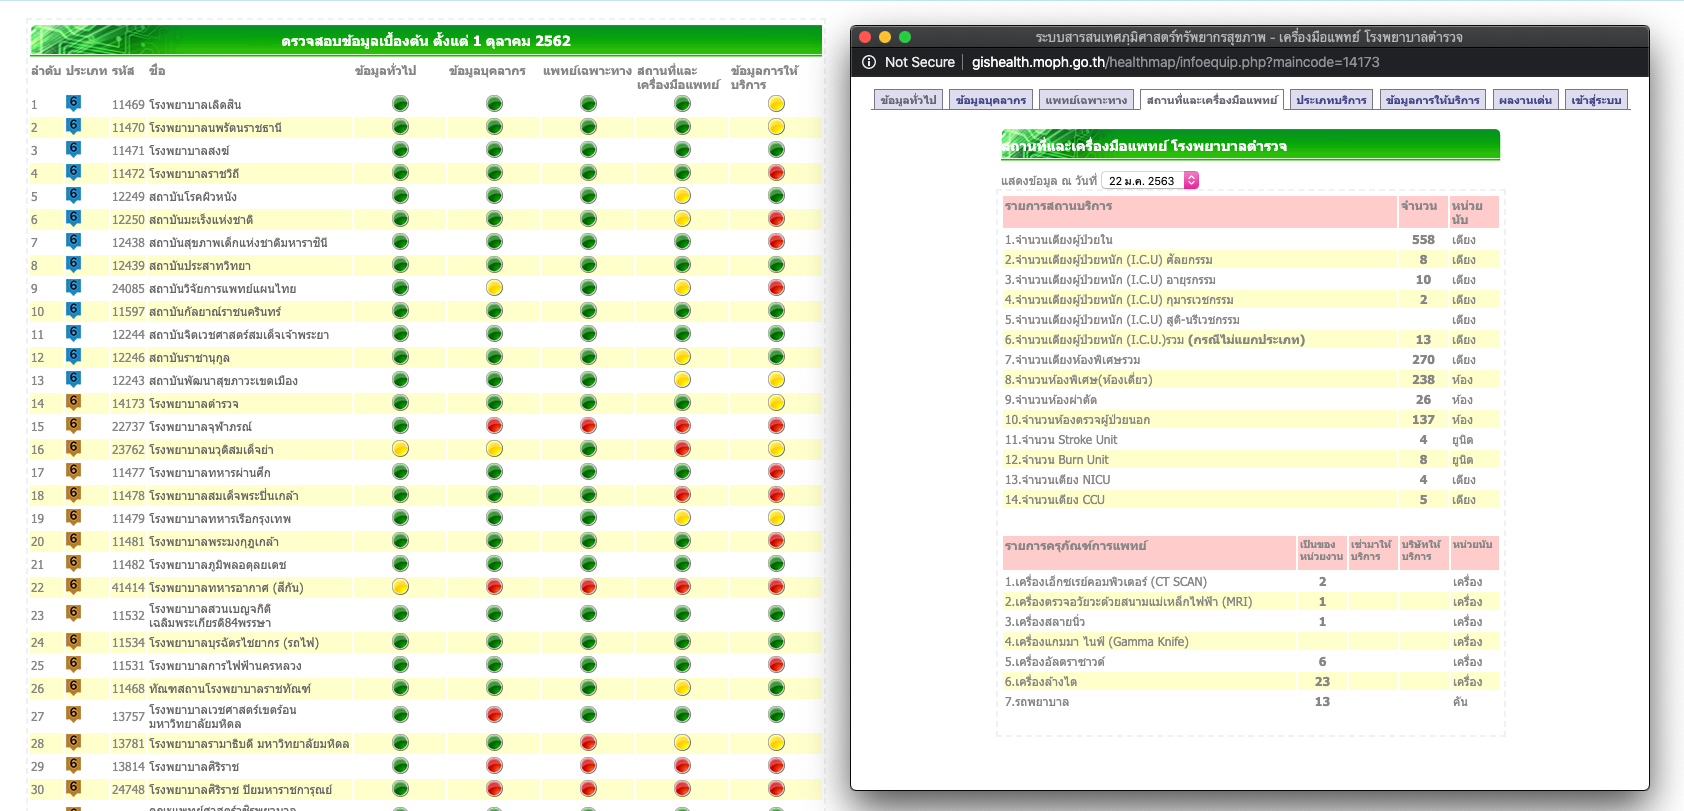 ตรวจสอบข้อมูลเบื้องต้น ตั้งแต่ 1 ตุลาคม 2562
ลำดับ ประเภท รหัส ชื่อ ข้อมูลทั่วไป ข้อมูลบุคลากร แพทย์เฉพาะทาง สถานที่และ ข้อมูลการให้
เครื่องมือแพทย์ บริการ
1 6 11469 โรงพยาบาลเลิดสิน
2 6 11470 โรงพยาบาลนพรัตนราชธานี
3 6 11471 โรงพยาบาลสงฆ์
4 6 11472 โรงพยาบาลราชวิถี
5 6 12249 สถาบันโรคผิวหนัง
6 6 12250 สถาบันมะเร็งแห่งชาติ
7 6 12438 สถาบันสุขภาพเด็กแห่งชาติมหาราชินี
8 6 12439 สถาบันประสาทวิทยา
9 6 24085 สถาบันวิจัยการแพทย์แผนไทย
10 6 11597 สถาบันกัลยาณ์ราชนครินทร์
11 6 12244 สถาบันจิตเวชศาสตร์สมเด็จเจ้าพระยา
12 6 12246 สถาบันราชานุกูล
13 6 12243 สถาบันพัฒนาสุขภาวะเขตเมือง
14 6 14173 โรงพยาบาลตำรวจ
15 6 22737 โรงพยาบาลจุฬาภรณ์
16 6 23762 โรงพยาบาลนวุติสมเด็จย่า
17 6 11477 โรงพยาบาลทหารผ่านศึก
18 6 11478 โรงพยาบาลสมเด็จพระปิ่นเกล้า
19 6 11479 โรงพยาบาลทหารเรือกรุงเทพ
20 6 11481 โรงพยาบาลพระมงกุฎเกล้า
21 6 11482 โรงพยาบาลภูมิพลอดุลยเดช
22 6 41414 โรงพยาบาลทหารอากาศ (สีกัน)
23 6 11532 โรงพยาบาลสวนเบญจกิติ
เฉลิมพระเกียรติ84พรรษา
24 6 11534 โรงพยาบาลบุรฉัตรไชยากร (รถไฟ)
25 6 11531 โรงพยาบาลการไฟฟ้านครหลวง
26 6 11468 ทัณฑสถานโรงพยาบาลราชทัณฑ์
27 6 13757 โรงพยาบาลเวชศาสตร์เขตร้อน
มหาวิทยาลัยมหิดล
28 6 13781 โรงพยาบาลรามาธิบดี มหาวิทยาลัยมหิดล
29 6 13814 โรงพยาบาลศิริราช
30 6 24748 โรงพยาบาลศิริราช ปิยมหาราชการุณย์
ระบบสารสนเทศภูมิศาสตร์ทรัพยากรสุขภาพ - เครื่องมือแพทย์ โรงพยาบาลตำรวจ
Not Secure gishealth.moph.go.th/healthmap/infoequip.php?maincode=14173
ข้อมูลทั่วไป ข้อมูลบุคลากร แพทย์เฉพาะทาง สถานที่และเครื่องมือแพทย์ ประเภทบริการ ข้อมูลการให้บริการ ผลงานเด่น เข้าสู่ระบบ
สถานที่และเครื่องมือแพทย์ โรงพยาบาลตำรวจ
แสดงข้อมูล ณ วันที่ 22 ม.ค. 2563
รายการสถานบริการ จำนวน หน่วย
นับ
1.จำนวนเตียงผู้ป่วยใน 558 เตียง
2.จำนวนเตียงผู้ป่วยหนัก (I.C.U) ศัลยกรรม 8 เตียง
3.จำนวนเตียงผู้ป่วยหนัก (I.C.U) อายุรกรรม 10 เตียง
4.จำนวนเตียงผู้ป่วยหนัก (I.C.U) กุมารเวชกรรม 2 เตียง
5.จำนวนเตียงผู้ป่วยหนัก (I.C.U) สูติ-นรีเวชกรรม เตียง
6.จำนวนเตียงผู้ป่วยหนัก (I.C.U.)รวม (กรณีไม่แยกประเภท) 13 เตียง
7.จำนวนเตียงห้องพิเศษรวม 270 เตียง
8.จำนวนห้องพิเศษ(ห้องเดี่ยว) 238 ห้อง
9.จำนวนห้องผ่าตัด 26 ห้อง
10.จำนวนห้องตรวจผู้ป่วยนอก 137 ห้อง
11.จำนวน Stroke Unit 4 ยูนิต
12.จำนวน Burn Unit 8 ยูนิต
13.จำนวนเตียง NICU 4 เตียง
14.จำนวนเตียง CCU 5 เตียง
รายการครุภัณฑ์การแพทย์ เป็นของ เช่ามาให้ บริษัทให้ หน่วยนับ
หน่วยงาน บริการ บริการ
1.เครื่องเอ็กซเรย์คอมพิวเตอร์ (CT SCAN) 2 เครื่อง
2.เครื่องตรวจอวัยวะด้วยสนามแม่เหล็กไฟฟ้า (MRI) 1 เครื่อง
3.เครื่องสลายนิ่ว 1 เครื่อง
4.เครื่องแกมมา ไนฟ์ (Gamma Knife) เครื่อง
5.เครื่องอัลตราซาวด์ 6 เครื่อง
6.เครื่องล้างไต 23 เครื่อง
7.รถพยาบาล 13 คัน